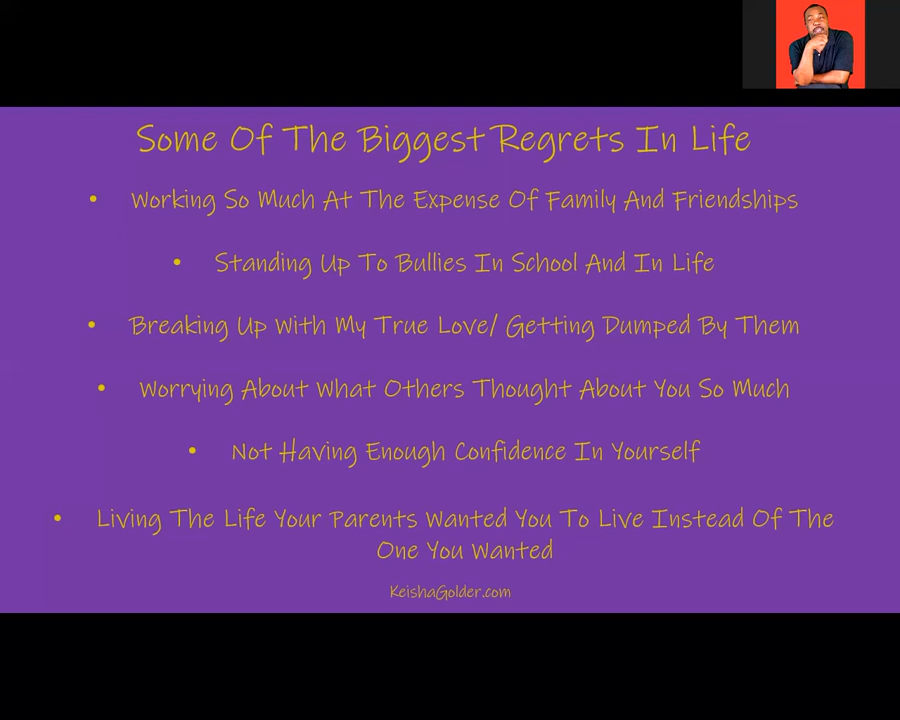 Some Of The Biggest Regrets In Life
• Working So Much At The Expense Of Family And Friendships
• Standing Up To Bullies In School And In Life
• Breaking Up With My True Love/ Getting Dumped By Them
• Worrying About What Others Thought About You So Much
• Not Having Enough Confidence In Yourself
• Living The Life Your Parents Wanted You To Live Instead Of The
One You Wanted
KeishaGolder.com